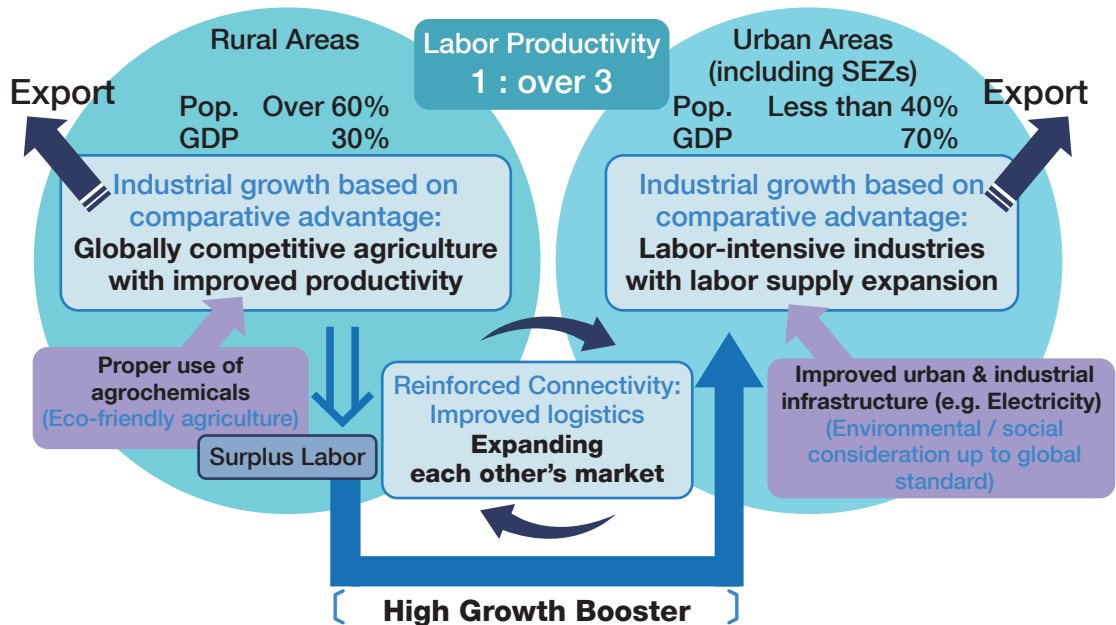 Rural Areas
Export
Pop. Over 60%
GDP 30%
Industrial growth based on
comparative advantage:
Globally competitive agriculture
with improved productivity
Proper use of
agrochemicals
(Eco-friendly agriculture)
Surplus Labor
Labor Productivity
1 : over 3
Urban Areas
(including SEZs)
Export
Pop. Less than 40%
GDP 70%
Industrial growth based on
comparative advantage:
Labor-intensive industries
with labor supply expansion
Reinforced Connectivity:
Improved logistics
Expanding
each other's market
Improved urban & industrial
infrastructure (e.g. Electricity)
(Environmental / social
consideration up to global
standard)
High Growth Booster